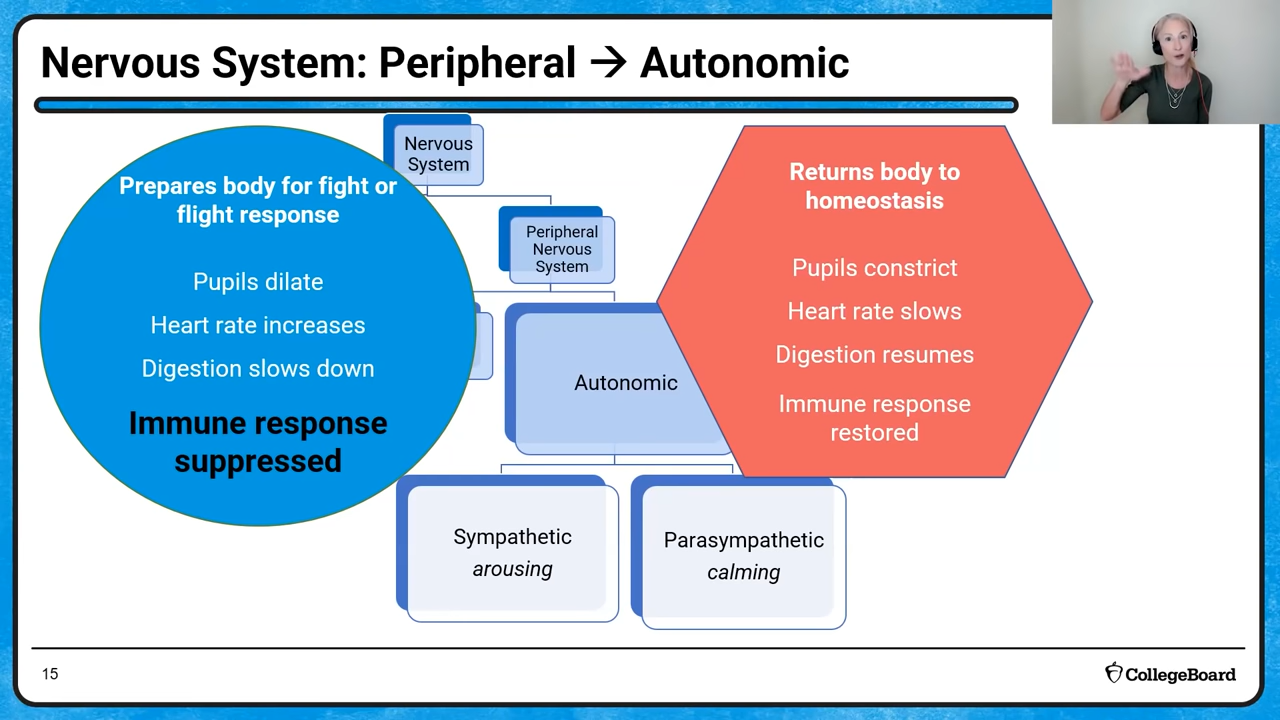 Nervous System: Peripheral → Autonomic
Nervous
System
Prepares body for fight or
flight response
Pupils dilate
Heart rate increases
Digestion slows down
Immune response
suppressed
Peripheral
Nervous
System
Autonomic
Returns body to
homeostasis
Pupils constrict
Heart rate slows
Digestion resumes
Immune response
restored
Sympathetic
arousing
Parasympathetic
calming
15
CollegeBoard